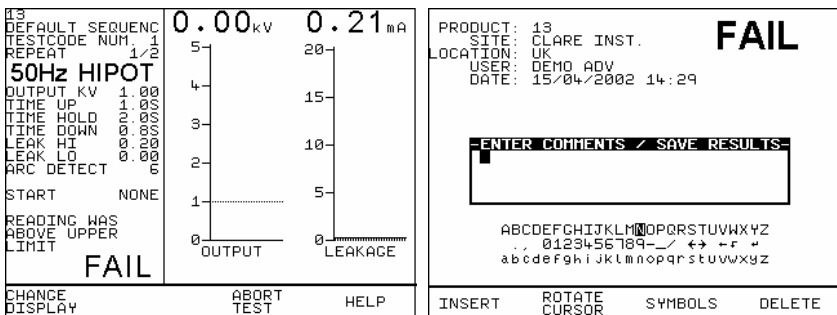 13
DEFAULT SEQUENC
TESTCODE NUM. 1
REPEAT 1/2
50Hz HIPOT
OUTPUT KV 1.00
TIME UP 1.0S
TIME HOLD 2.0S
TIME DOWN 0.8S
LEAK HI 0.20
LEAK LO 0.00
ARC DETECT 6
START NONE
READING WAS
ABOVE UPPER
LIMIT
FAIL
0.00kV
0.21mA
5
4
3
2
1
0
OUTPUT
20
15
10
5
0
LEAKAGE
CHANGE
DISPLAY
ABORT
TEST
HELP
PRODUCT: 13
SITE: CLARE INST.
LOCATION: UK
USER: DEMO ADV
DATE: 15/04/2002 14:29
FAIL
-ENTER COMMENTS / SAVE RESULTS-
ABCDEFGHIJKLMNOPQRSTUVWXYZ
., 0123456789-_/ ↔ ←r ↵
abcdefghijklmnopqrstuvwxyz
INSERT
ROTATE
CURSOR
SYMBOLS
DELETE